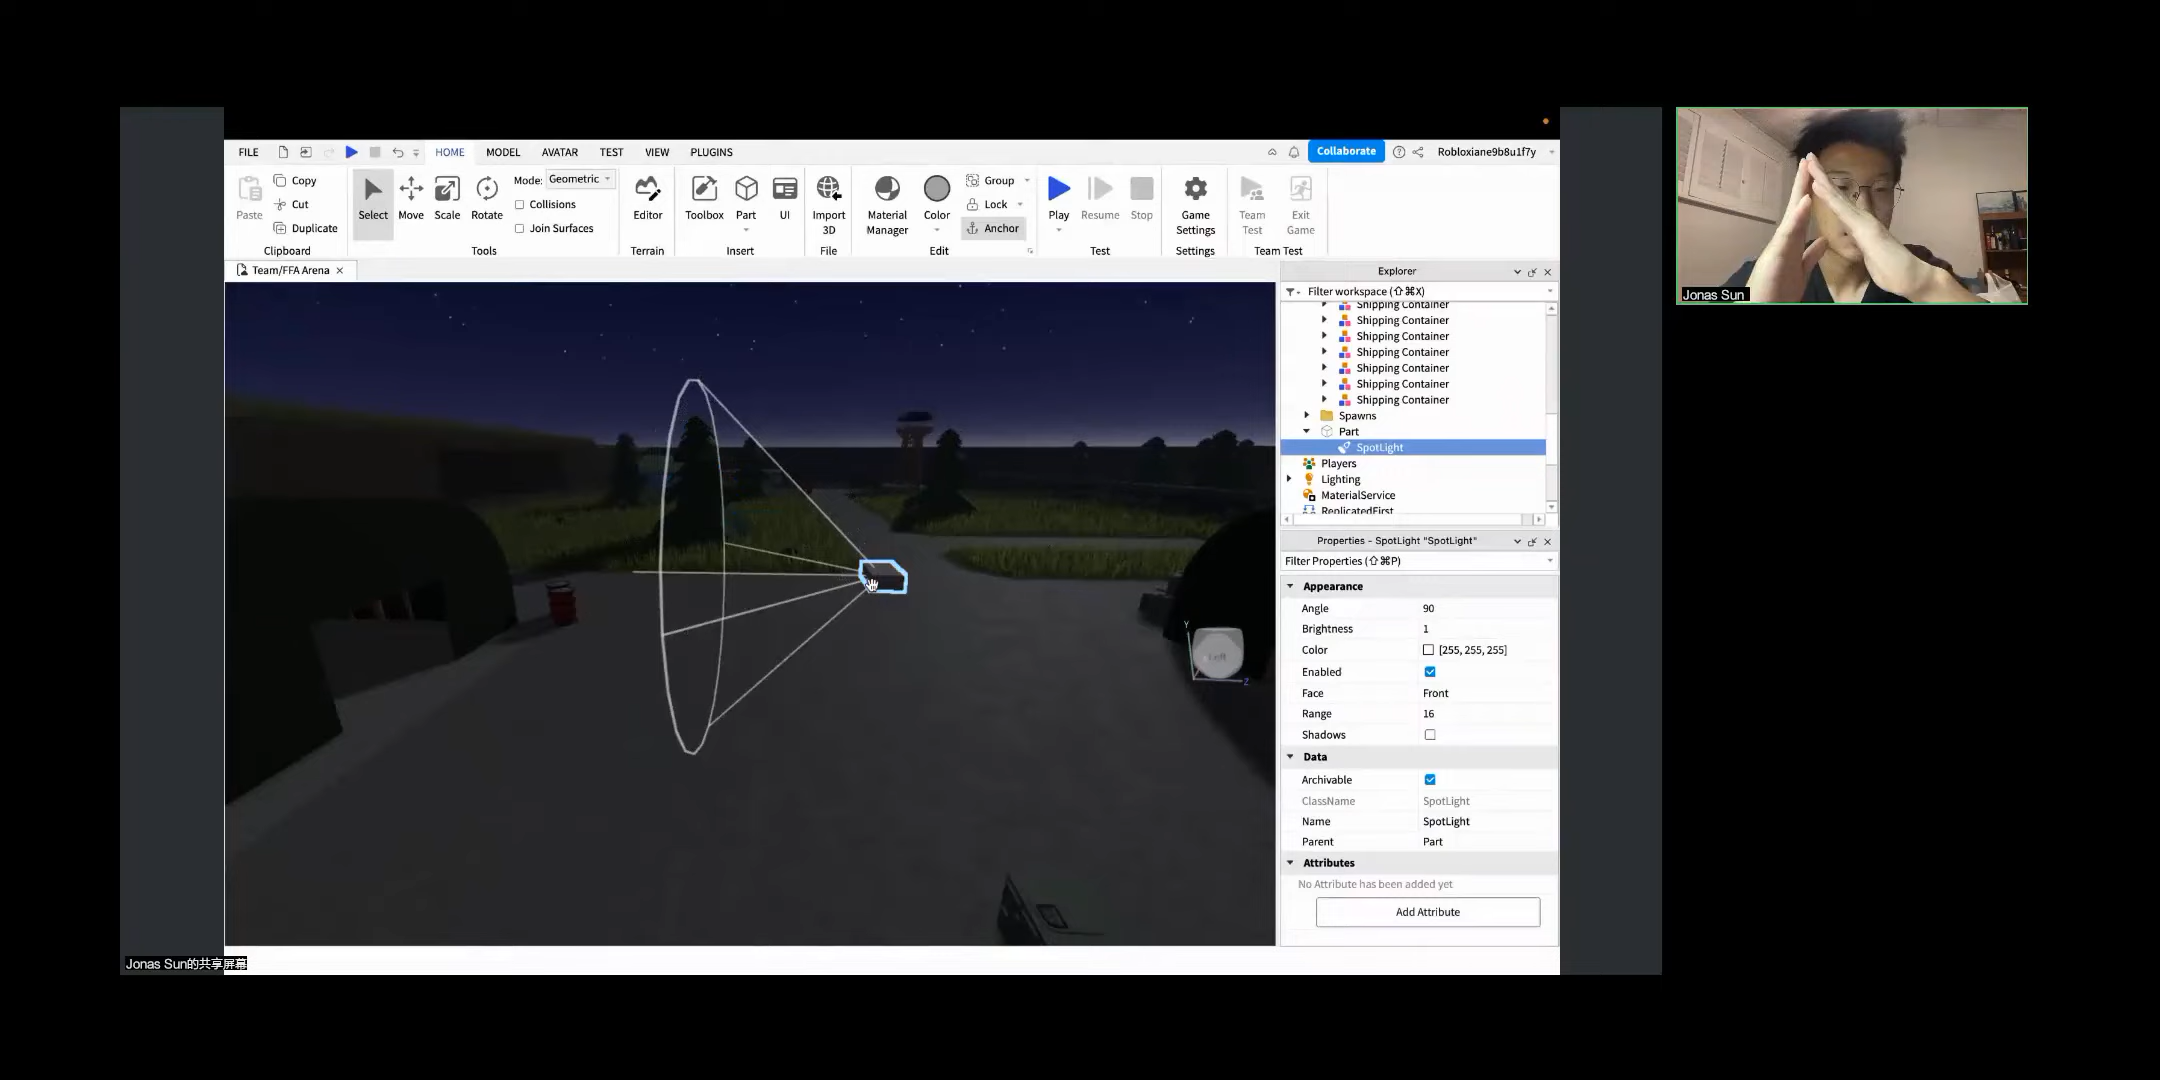 FILE
HOME
MODEL
AVATAR
TEST
VIEW
PLUGINS
Collaborate
Robloxiane9b8u1f7y
Paste
Copy
Cut
Duplicate
Clipboard
Select
Move
Scale
Rotate
Mode: Geometric
Collisions
Join Surfaces
Tools
Editor
Terrain
Toolbox
Part
UI
Insert
Import
3D
File
Material
Manager
Color
Group
Lock
Anchor
Edit
Play
Resume
Stop
Test
Game
Settings
Settings
Team
Test
Exit
Game
Team Test
Team/FFA Arena
Y
Z
Explorer
Filter workspace (⇧⌘X)
Shipping Container
Shipping Container
Shipping Container
Shipping Container
Shipping Container
Shipping Container
Shipping Container
Spawns
Part
SpotLight
Players
Lighting
MaterialService
ReplicatedFirst
Properties - SpotLight "SpotLight"
Filter Properties (⇧⌘P)
Appearance
Angle 90
Brightness 1
Color [255, 255, 255]
Enabled
Face Front
Range 16
Shadows
Data
Archivable
ClassName SpotLight
Name SpotLight
Parent Part
Attributes
No Attribute has been added yet
Add Attribute
Jonas Sun
Jonas Sun的共享屏幕